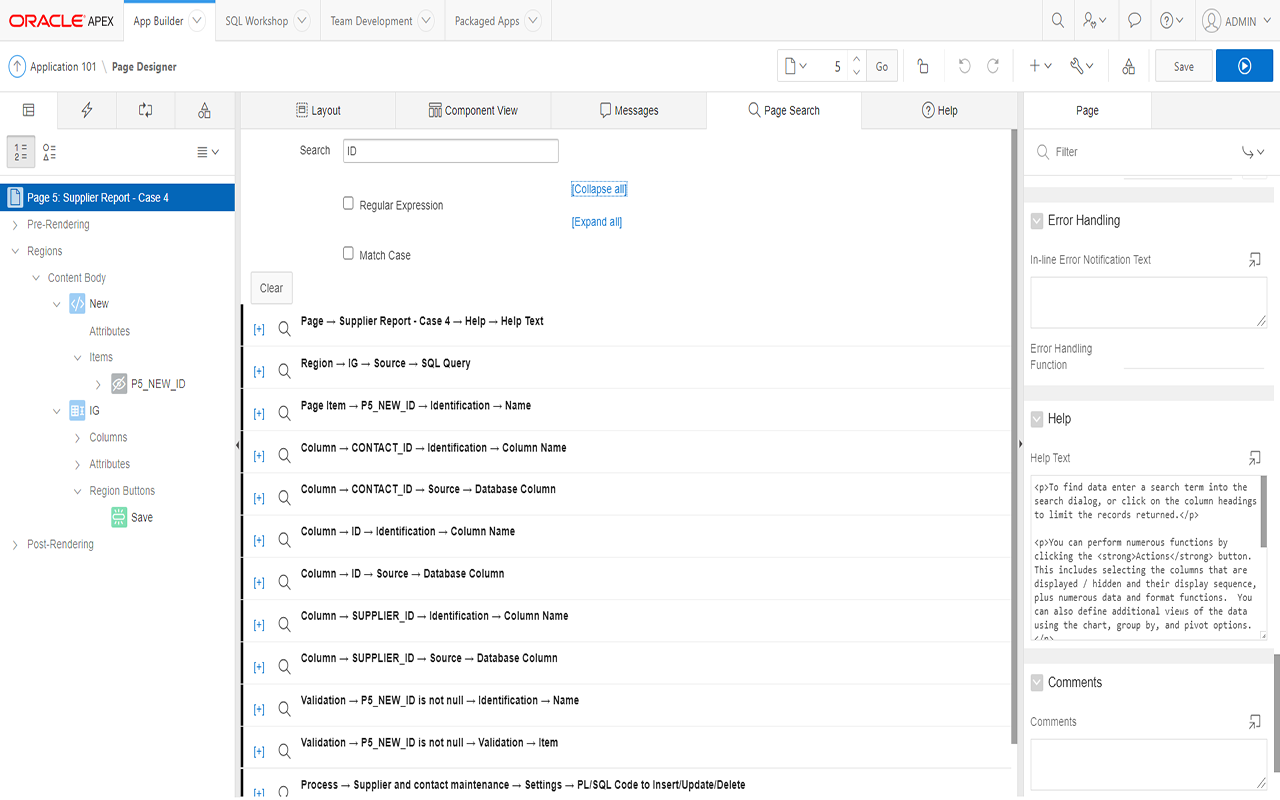 ORACLE APEX
App Builder
SQL Workshop
Team Development
Packaged Apps
ADMIN
Application 101 \ Page Designer
5
Go
Save
Layout
Component View
Messages
Page Search
Help
Page
Page 5: Supplier Report - Case 4
Pre-Rendering
Regions
Content Body
New
Attributes
Items
P5_NEW_ID
IG
Columns
Attributes
Region Buttons
Save
Post-Rendering
Search
ID
[Collapse all]
Regular Expression
[Expand all]
Match Case
Clear
[+] Page → Supplier Report - Case 4 → Help → Help Text
[+] Region → IG → Source → SQL Query
[+] Page Item → P5_NEW_ID → Identification → Name
[+] Column → CONTACT_ID → Identification → Column Name
[+] Column → CONTACT_ID → Source → Database Column
[+] Column → ID → Identification → Column Name
[+] Column → ID → Source → Database Column
[+] Column → SUPPLIER_ID → Identification → Column Name
[+] Column → SUPPLIER_ID → Source → Database Column
[+] Validation → P5_NEW_ID is not null → Identification → Name
[+] Validation → P5_NEW_ID is not null → Validation → Item
[+] Process → Supplier and contact maintenance → Settings → PL/SQL Code to Insert/Update/Delete
Filter
Error Handling
In-line Error Notification Text
Error Handling
Function
Help
Help Text
<p>To find data enter a search term into the
search dialog, or click on the column headings
to limit the records returned.</p>
<p>You can perform numerous functions by
clicking the <strong>Actions</strong> button.
This includes selecting the columns that are
displayed / hidden and their display sequence,
plus numerous data and format functions.  You
can also define additional views of the data
using the chart, group by, and pivot options.
</p>
Comments
Comments